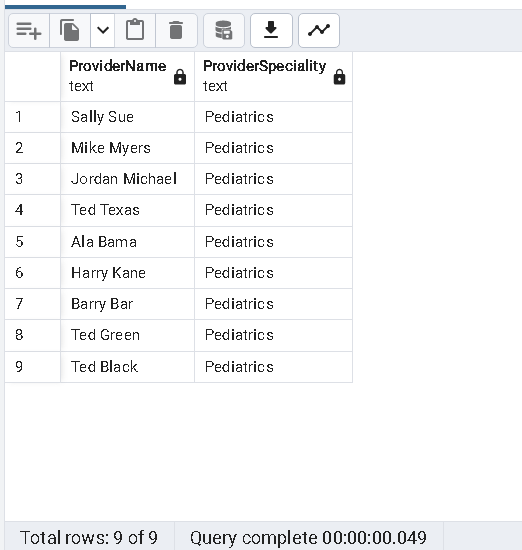 ProviderName ProviderSpeciality
text text
1 Sally Sue Pediatrics
2 Mike Myers Pediatrics
3 Jordan Michael Pediatrics
4 Ted Texas Pediatrics
5 Ala Bama Pediatrics
6 Harry Kane Pediatrics
7 Barry Bar Pediatrics
8 Ted Green Pediatrics
9 Ted Black Pediatrics
Total rows: 9 of 9 Query complete 00:00:00.049